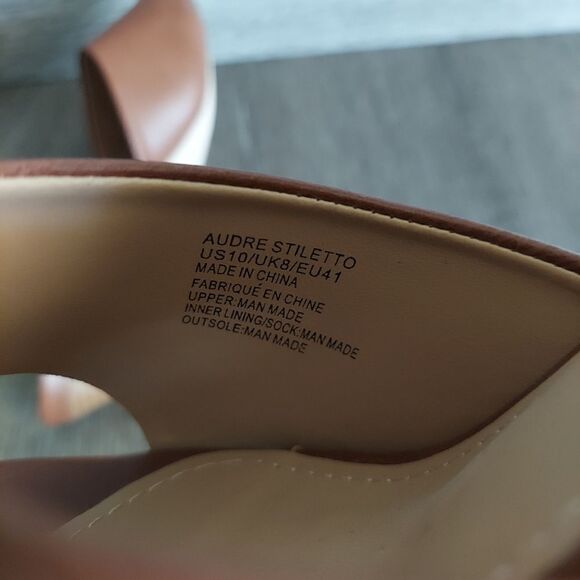 AUDRE STILETTO
US10/UK8/EU41
MADE IN CHINA
FABRIQUÉ EN CHINE
UPPER:MAN MADE
INNER LINING/SOCK:MAN MADE
OUTSOLE:MAN MADE